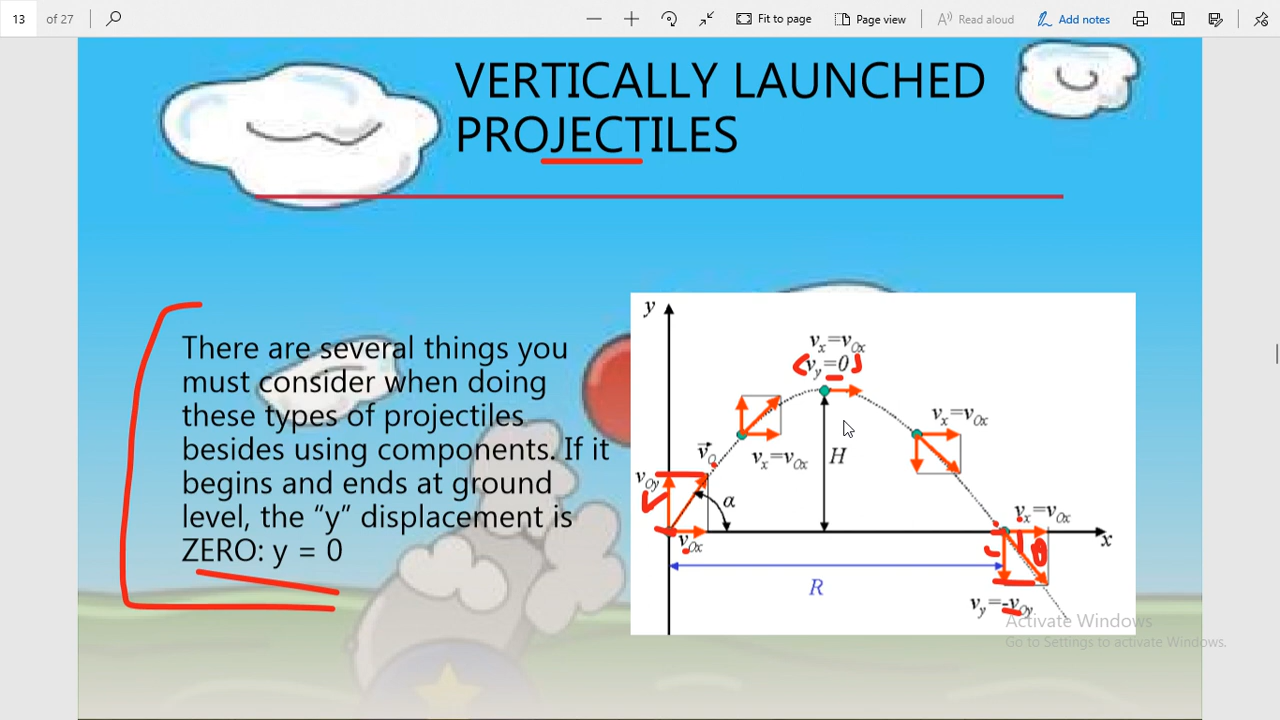 13 of 27
Fit to page
Page view
Read aloud
Add notes
VERTICALLY LAUNCHED
PROJECTILES
There are several things you
must consider when doing
these types of projectiles
besides using components. If it
begins and ends at ground
level, the “y” displacement is
ZERO: y = 0
y
vx=v0x
vy=0
vx=v0x
v0
vx=v0x
H
v0y
α
vx=v0x
v0x
x
R
vy=-v0y
Activate Windows
Go to Settings to activate Windows.